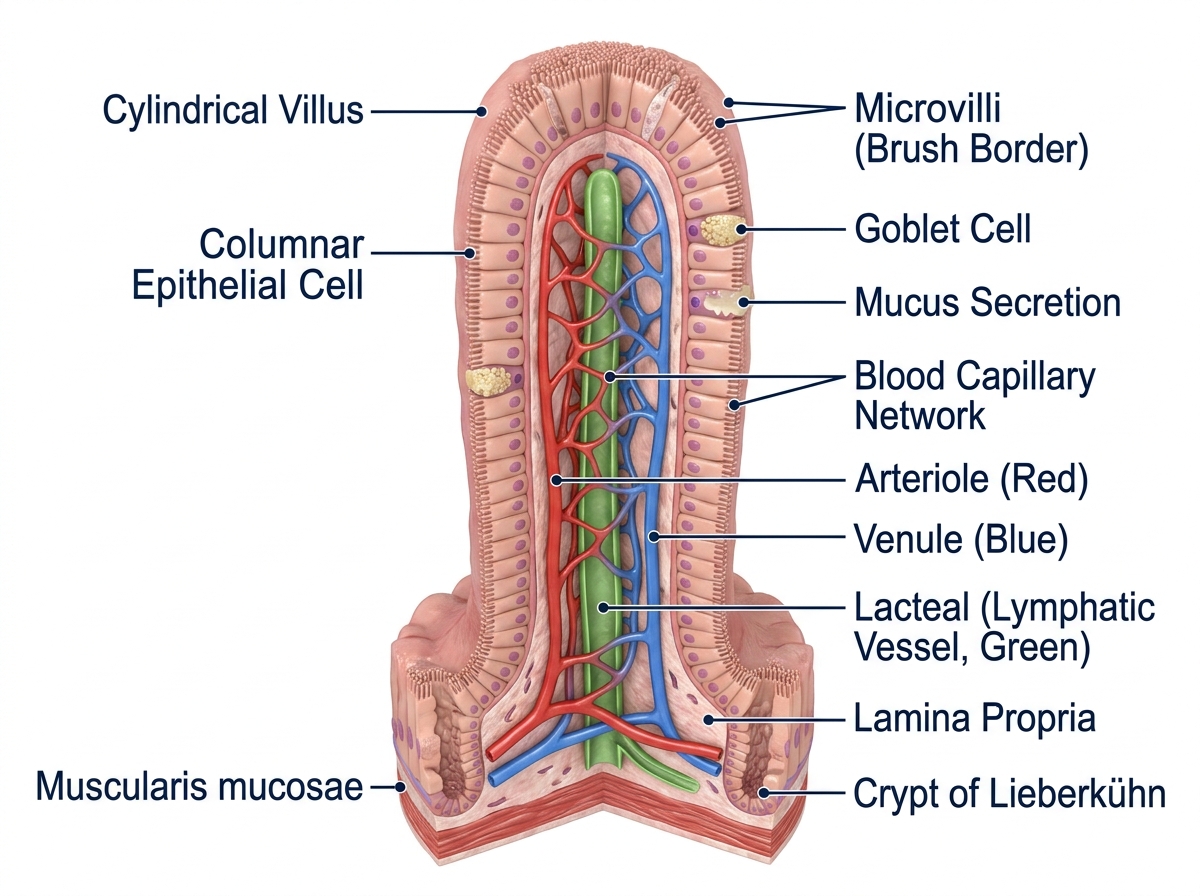 Cylindrical Villus
Columnar
Epithelial Cell
Muscularis mucosae
Microvilli
(Brush Border)
Goblet Cell
Mucus Secretion
Blood Capillary
Network
Arteriole (Red)
Venule (Blue)
Lacteal (Lymphatic
Vessel, Green)
Lamina Propria
Crypt of Lieberkühn